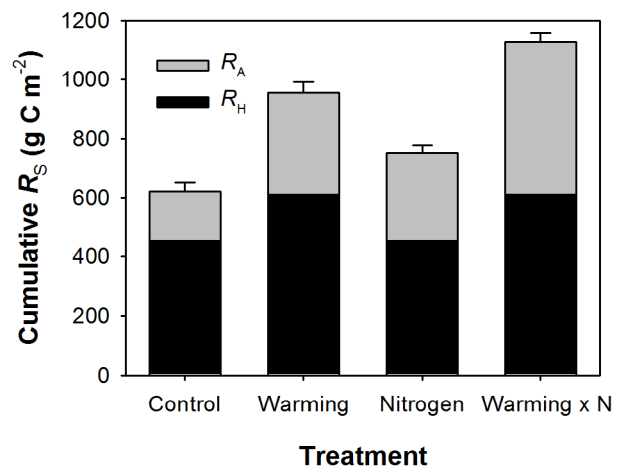 Cumulative RS (g C m-2)
1200
1000
800
600
400
200
0
RA
RH
Control Warming Nitrogen Warming x N
Treatment